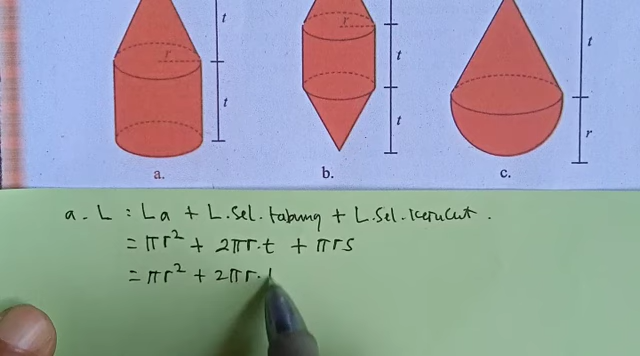 t
r
t
r
t
t
t
r
a.
b.
c.
a. L : La + L.sel.tabung + L.sel.kerucut.
= πr² + 2πr.t + πrs
= πr² + 2πr.